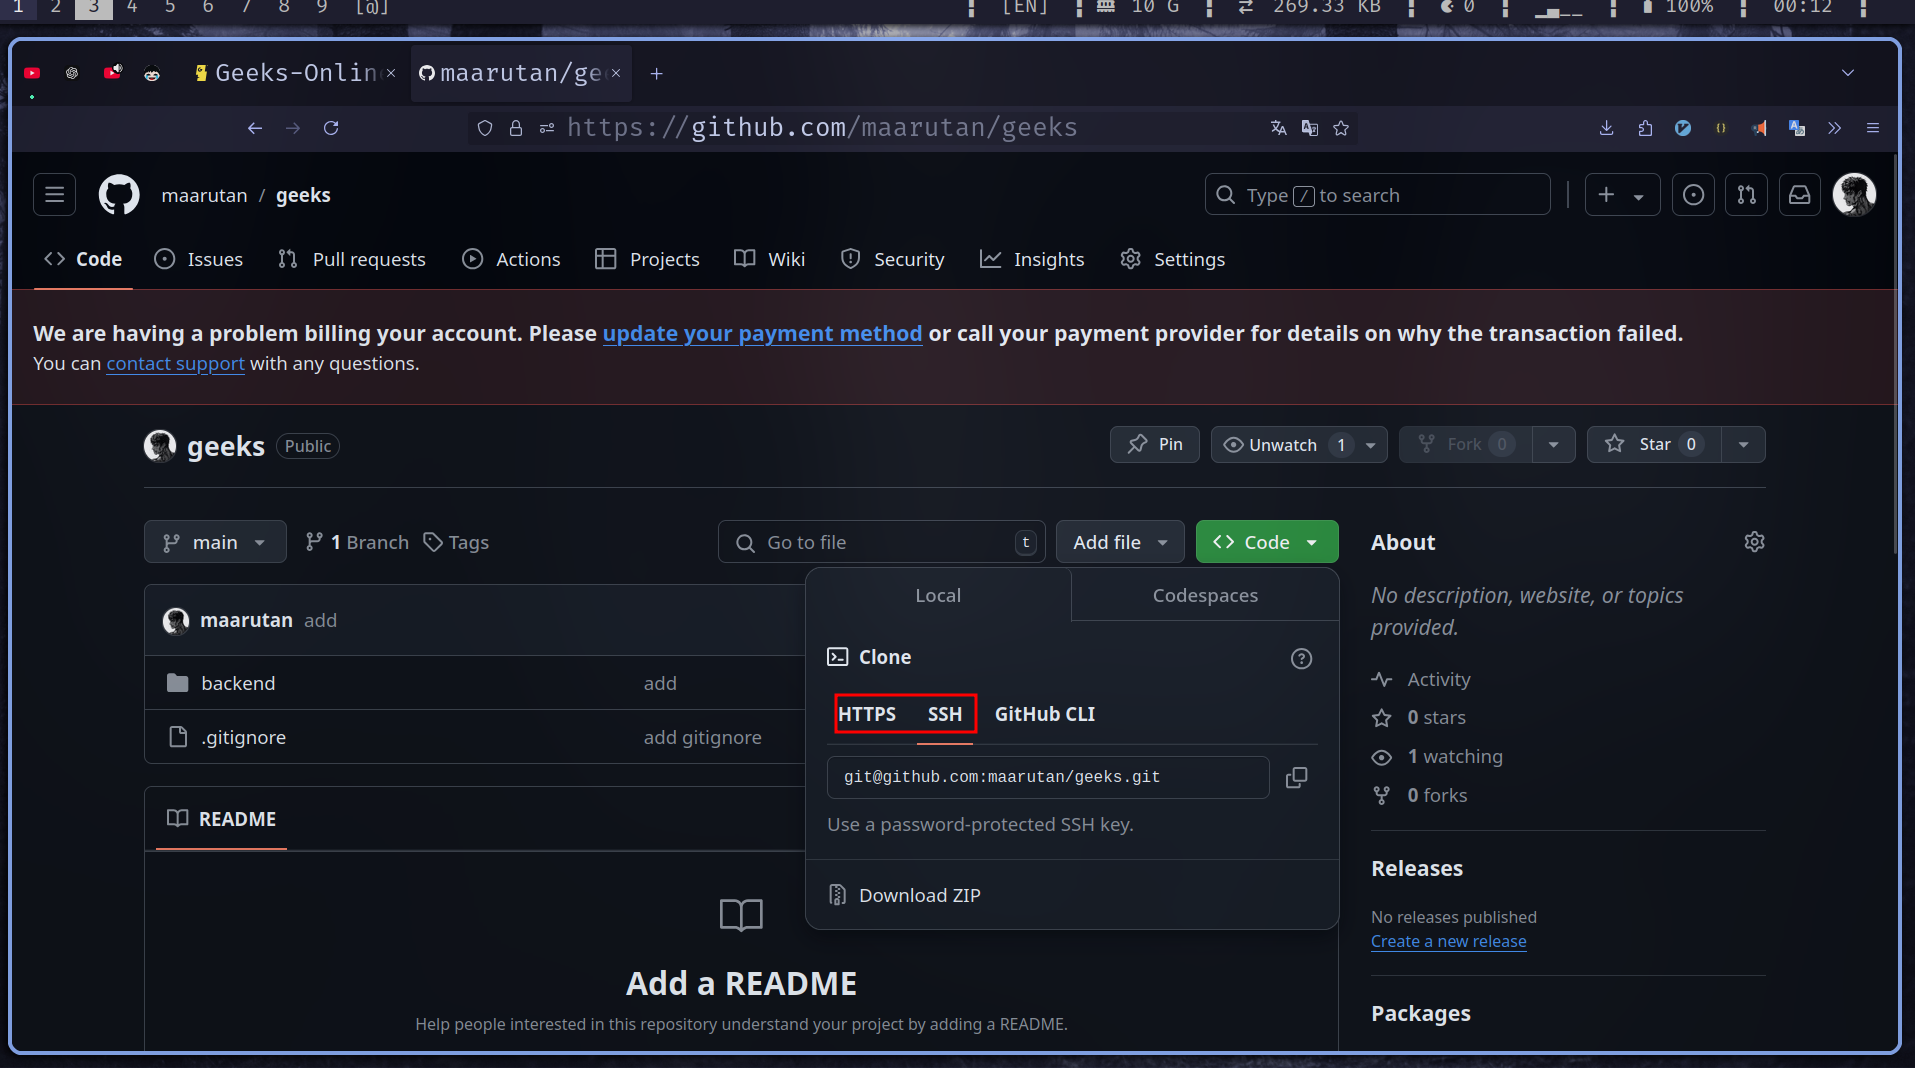 1 2 3 4 5 6 7 8 9 [@]
[EN] 10 G 269.33 KB 0 100% 00:12
Geeks-Onlin
maarutan/gee
https://github.com/maarutan/geeks
maarutan / geeks
Type / to search
Code
Issues
Pull requests
Actions
Projects
Wiki
Security
Insights
Settings
We are having a problem billing your account. Please update your payment method or call your payment provider for details on why the transaction failed.
You can contact support with any questions.
geeks Public
Pin
Unwatch 1
Fork 0
Star 0
main
1 Branch
Tags
Go to file t
Add file
Code
About
No description, website, or topics
provided.
Local
Codespaces
maarutan add
Clone
backend add
HTTPS SSH GitHub CLI
.gitignore add gitignore
git@github.com:maarutan/geeks.git
Use a password-protected SSH key.
Download ZIP
Activity
0 stars
1 watching
0 forks
README
Releases
No releases published
Create a new release
Add a README
Help people interested in this repository understand your project by adding a README.
Packages